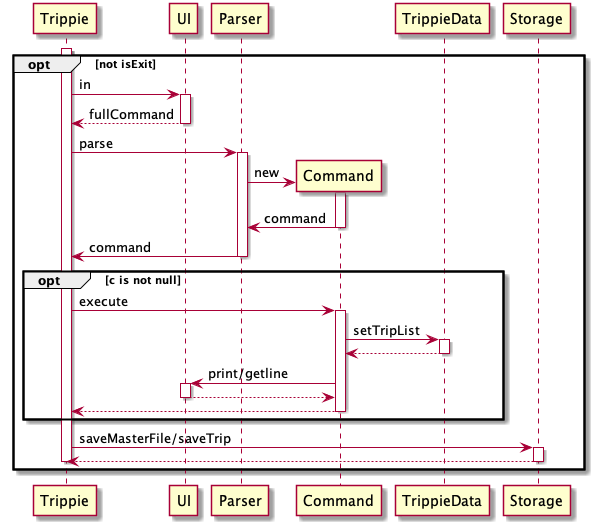 Trippie UI Parser TrippieData Storage
opt [not isExit]
in
fullCommand
parse
new
Command
command
command
opt [c is not null]
execute
setTripList
print/getline
saveMasterFile/saveTrip
Trippie UI Parser Command TrippieData Storage